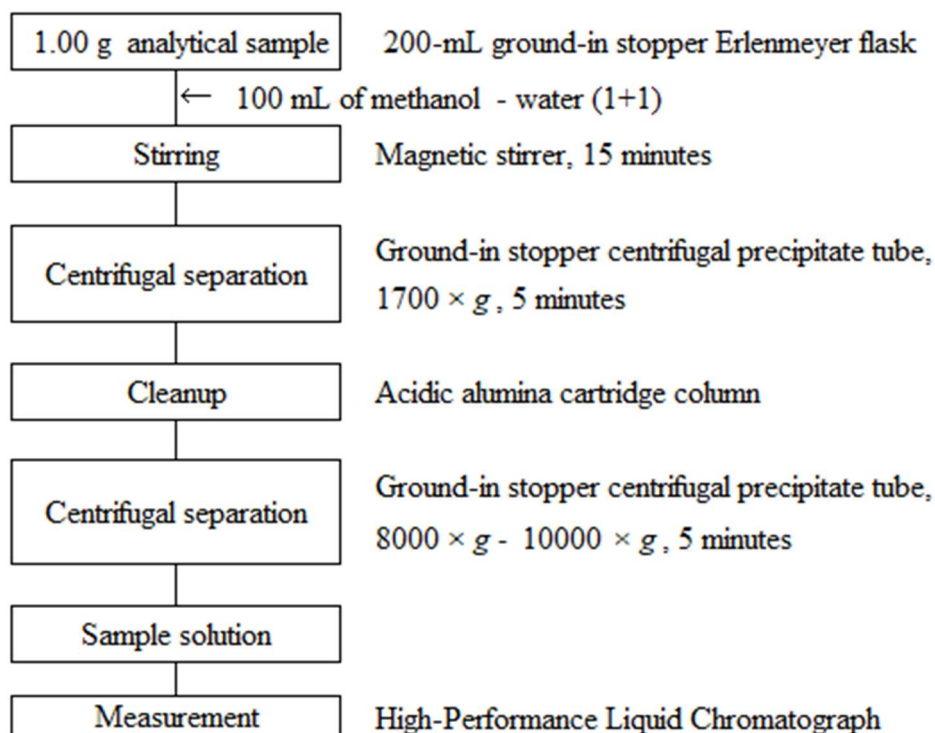 1.00 g analytical sample
200-mL ground-in stopper Erlenmeyer flask
← 100 mL of methanol - water (1+1)
Stirring
Magnetic stirrer, 15 minutes
Centrifugal separation
Ground-in stopper centrifugal precipitate tube,
1700 × g , 5 minutes
Cleanup
Acidic alumina cartridge column
Centrifugal separation
Ground-in stopper centrifugal precipitate tube,
8000 × g - 10000 × g , 5 minutes
Sample solution
Measurement
High-Performance Liquid Chromatograph